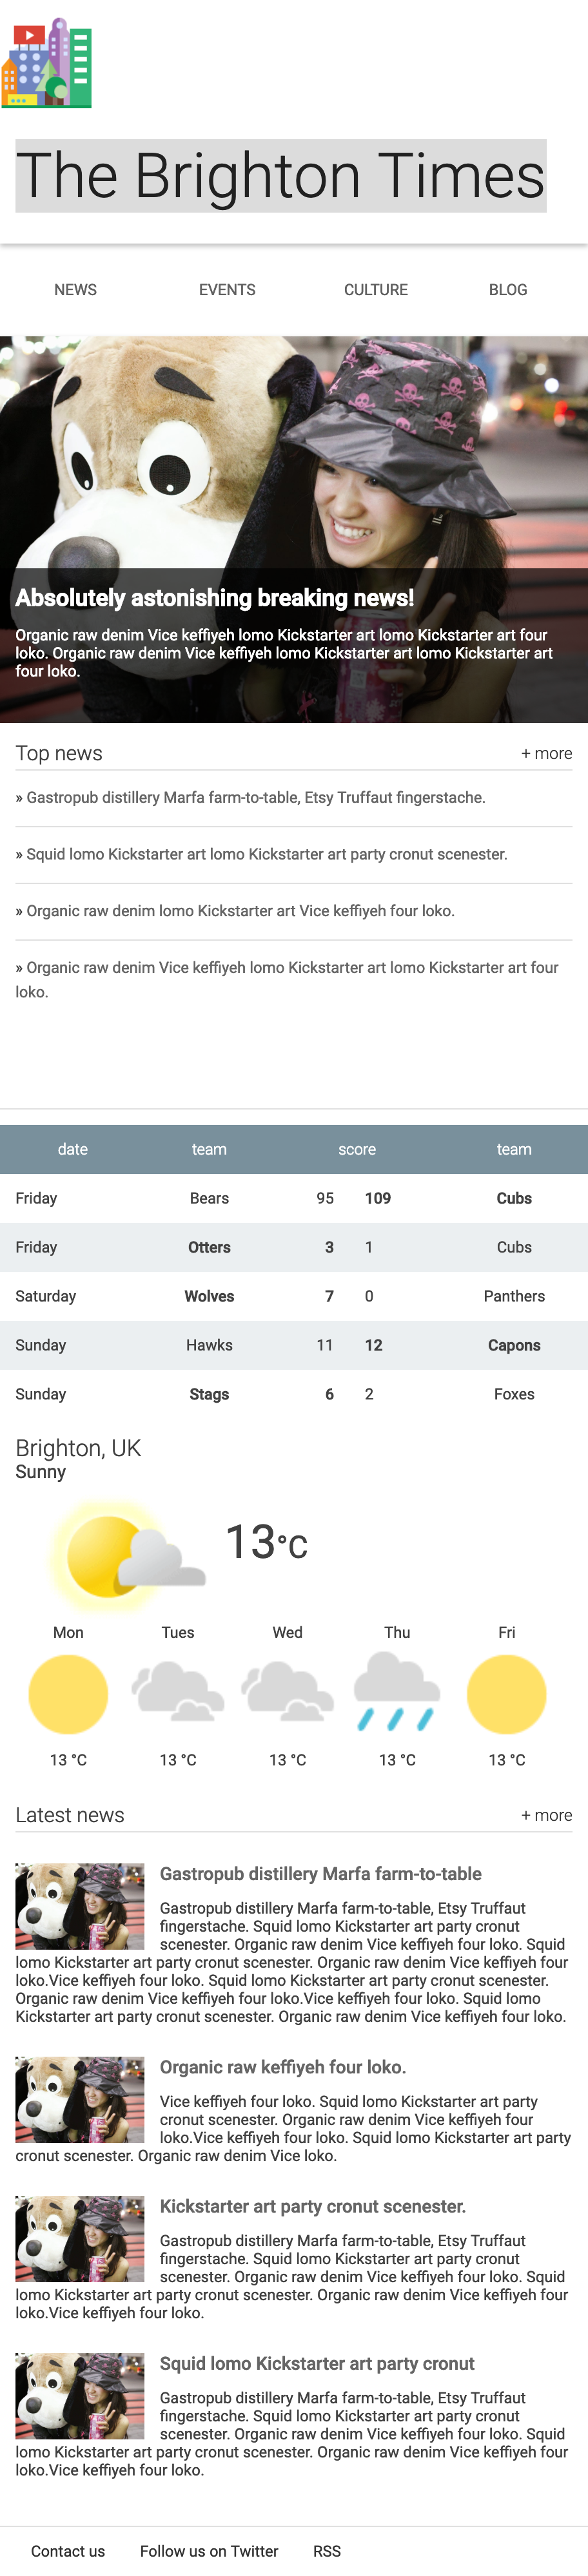 The Brighton Times
NEWS EVENTS CULTURE BLOG
Absolutely astonishing breaking news!
Organic raw denim Vice keffiyeh lomo Kickstarter art lomo Kickstarter art four
loko. Organic raw denim Vice keffiyeh lomo Kickstarter art lomo Kickstarter art
four loko.
Top news + more
» Gastropub distillery Marfa farm-to-table, Etsy Truffaut fingerstache.
» Squid lomo Kickstarter art lomo Kickstarter art party cronut scenester.
» Organic raw denim lomo Kickstarter art Vice keffiyeh four loko.
» Organic raw denim Vice keffiyeh lomo Kickstarter art lomo Kickstarter art four
loko.
date team score team
Friday Bears 95 109 Cubs
Friday Otters 3 1 Cubs
Saturday Wolves 7 0 Panthers
Sunday Hawks 11 12 Capons
Sunday Stags 6 2 Foxes
Brighton, UK
Sunny
13°C
Mon Tues Wed Thu Fri
13 °C 13 °C 13 °C 13 °C 13 °C
Latest news + more
Gastropub distillery Marfa farm-to-table
Gastropub distillery Marfa farm-to-table, Etsy Truffaut
fingerstache. Squid lomo Kickstarter art party cronut
scenester. Organic raw denim Vice keffiyeh four loko. Squid
lomo Kickstarter art party cronut scenester. Organic raw denim Vice keffiyeh four
loko.Vice keffiyeh four loko. Squid lomo Kickstarter art party cronut scenester.
Organic raw denim Vice keffiyeh four loko.Vice keffiyeh four loko. Squid lomo
Kickstarter art party cronut scenester. Organic raw denim Vice keffiyeh four loko.
Organic raw keffiyeh four loko.
Vice keffiyeh four loko. Squid lomo Kickstarter art party
cronut scenester. Organic raw denim Vice keffiyeh four
loko.Vice keffiyeh four loko. Squid lomo Kickstarter art party
cronut scenester. Organic raw denim Vice loko.
Kickstarter art party cronut scenester.
Gastropub distillery Marfa farm-to-table, Etsy Truffaut
fingerstache. Squid lomo Kickstarter art party cronut
scenester. Organic raw denim Vice keffiyeh four loko. Squid
lomo Kickstarter art party cronut scenester. Organic raw denim Vice keffiyeh four
loko.Vice keffiyeh four loko.
Squid lomo Kickstarter art party cronut
Gastropub distillery Marfa farm-to-table, Etsy Truffaut
fingerstache. Squid lomo Kickstarter art party cronut
scenester. Organic raw denim Vice keffiyeh four loko. Squid
lomo Kickstarter art party cronut scenester. Organic raw denim Vice keffiyeh four
loko.Vice keffiyeh four loko.
Contact us Follow us on Twitter RSS